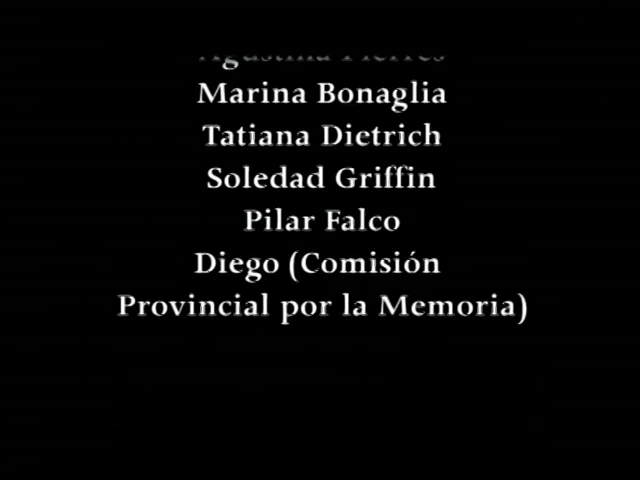 Marina Bonaglia
Tatiana Dietrich
Soledad Griffin
Pilar Falco
Diego (Comisión
Provincial por la Memoria)